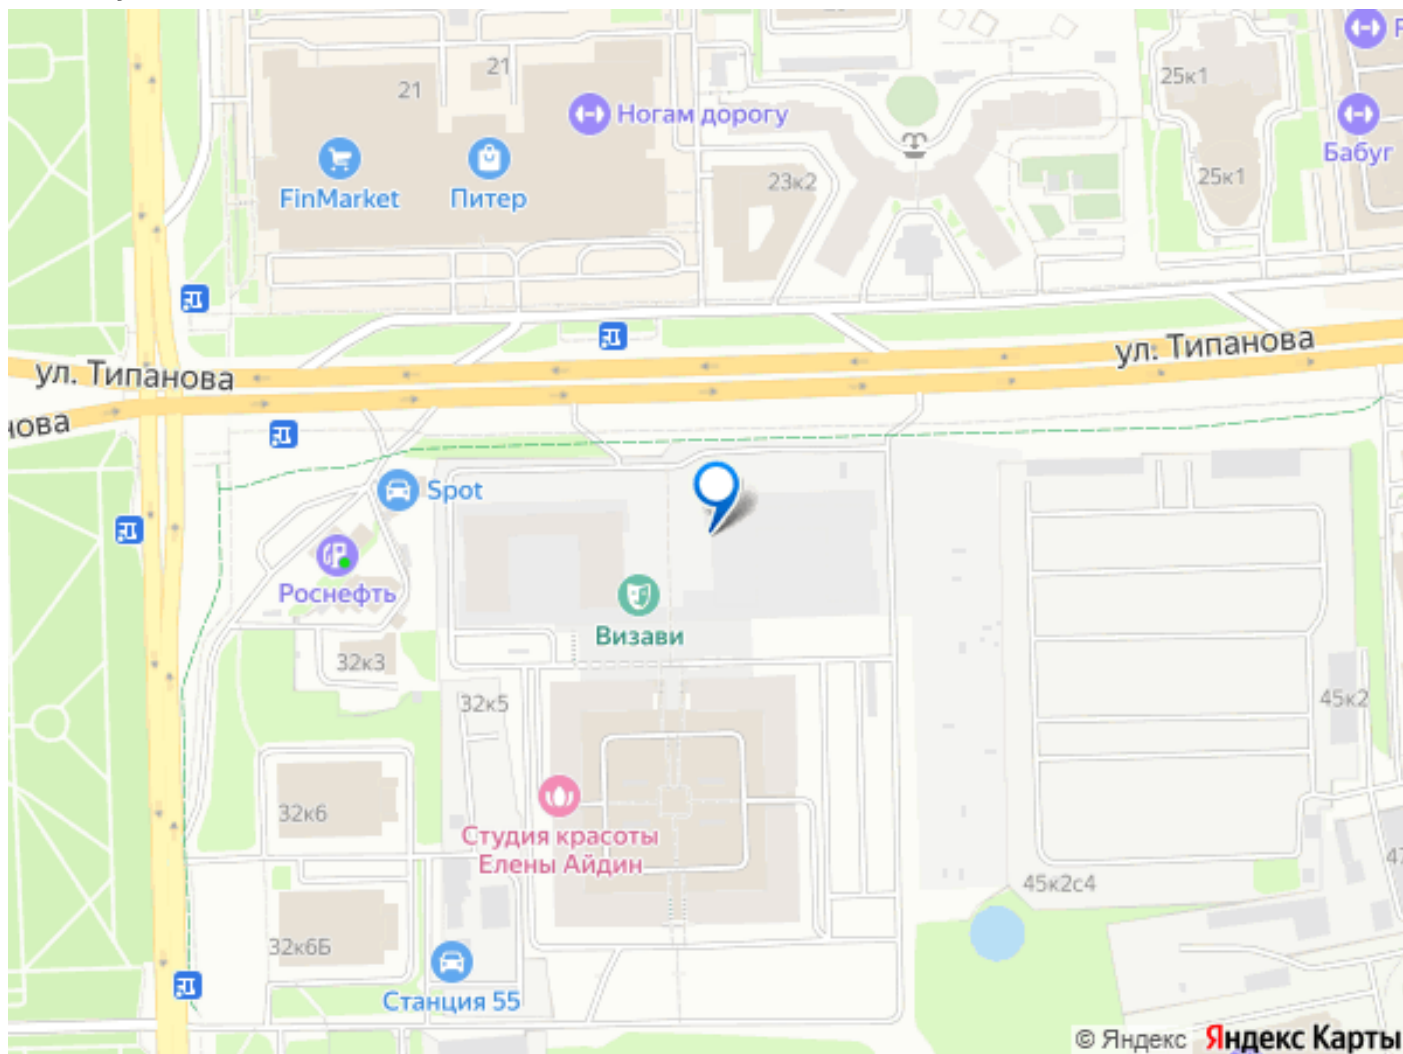 21
21
25к1
Ногам дорогу
Бабуг
FinMarket
Питер
23к2
25к1
ул. Типанова
ул. Типанова
нова
Spot
Роснефть
Визави
32к3
32к5
45к2
32к6
Студия красоты
Елены Айдин
45к2с4
47
32к6Б
Станция 55
© Яндекс Яндекс Карты